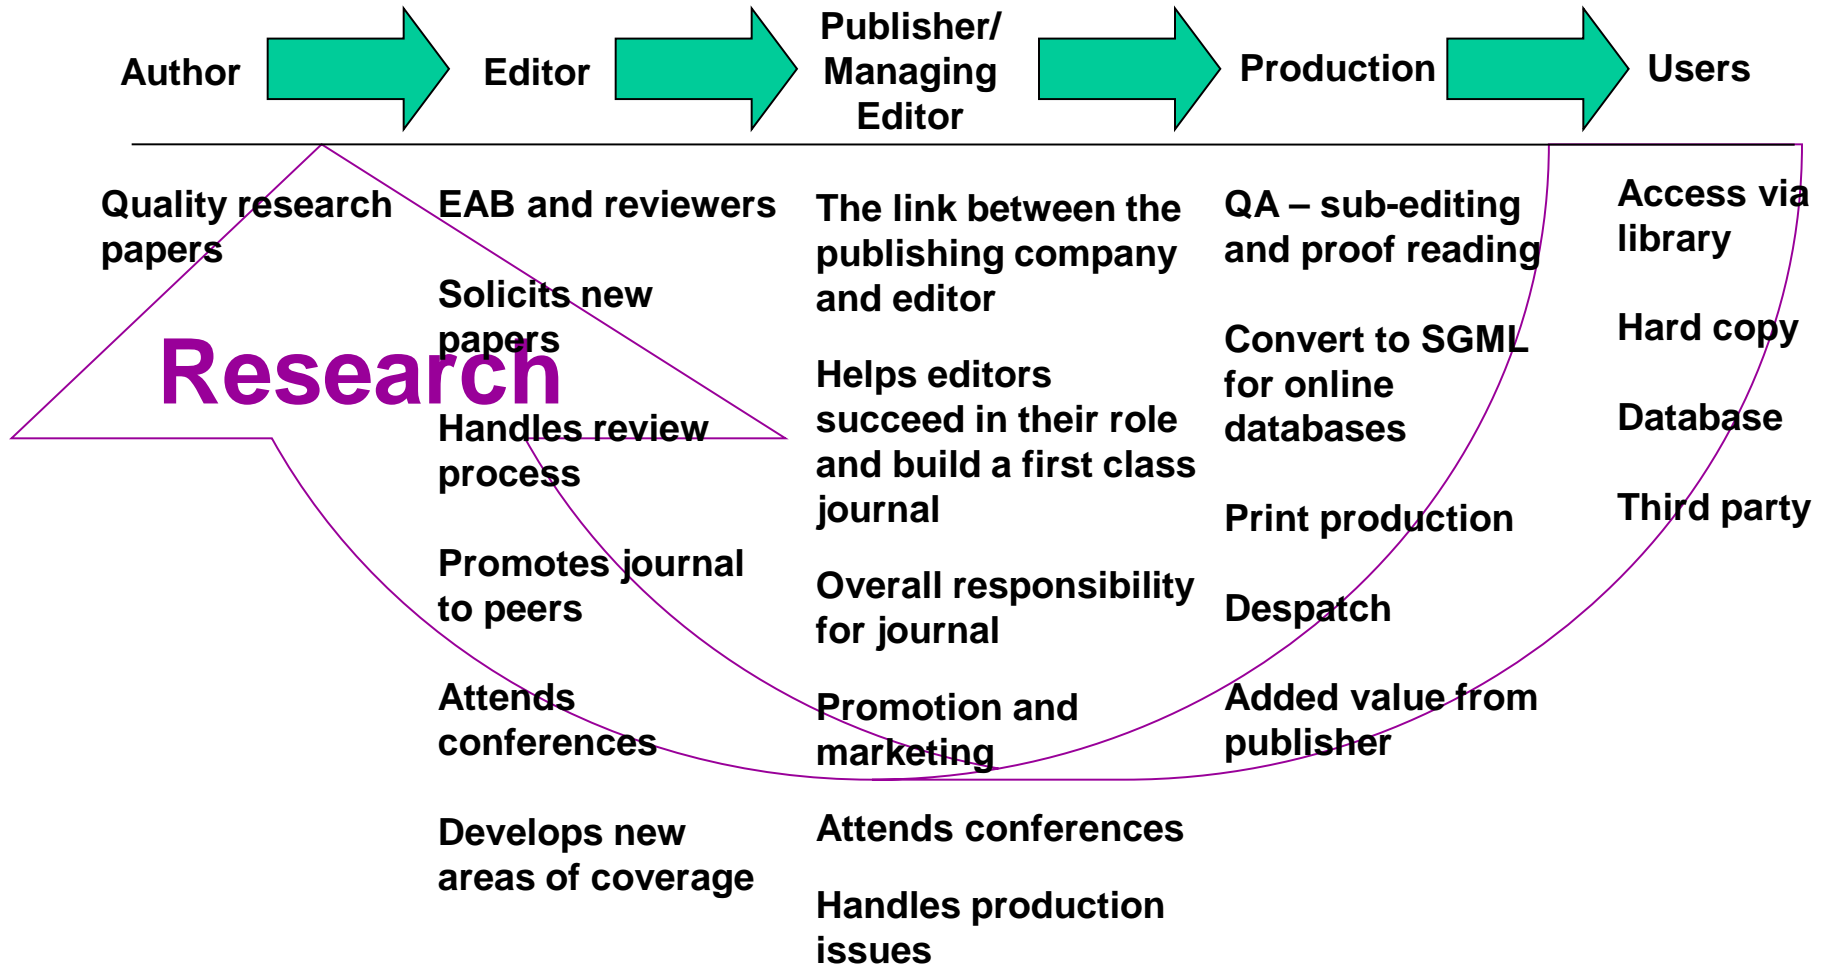 Author
Editor
Publisher/
Managing
Editor
Production
Users
Quality research
papers
Research
EAB and reviewers
Solicits new
papers
Handles review
process
Promotes journal
to peers
Attends
conferences
Develops new
areas of coverage
The link between the
publishing company
and editor
Helps editors
succeed in their role
and build a first class
journal
Overall responsibility
for journal
Promotion and
marketing
Attends conferences
Handles production
issues
QA – sub-editing
and proof reading
Convert to SGML
for online
databases
Print production
Despatch
Added value from
publisher
Access via
library
Hard copy
Database
Third party